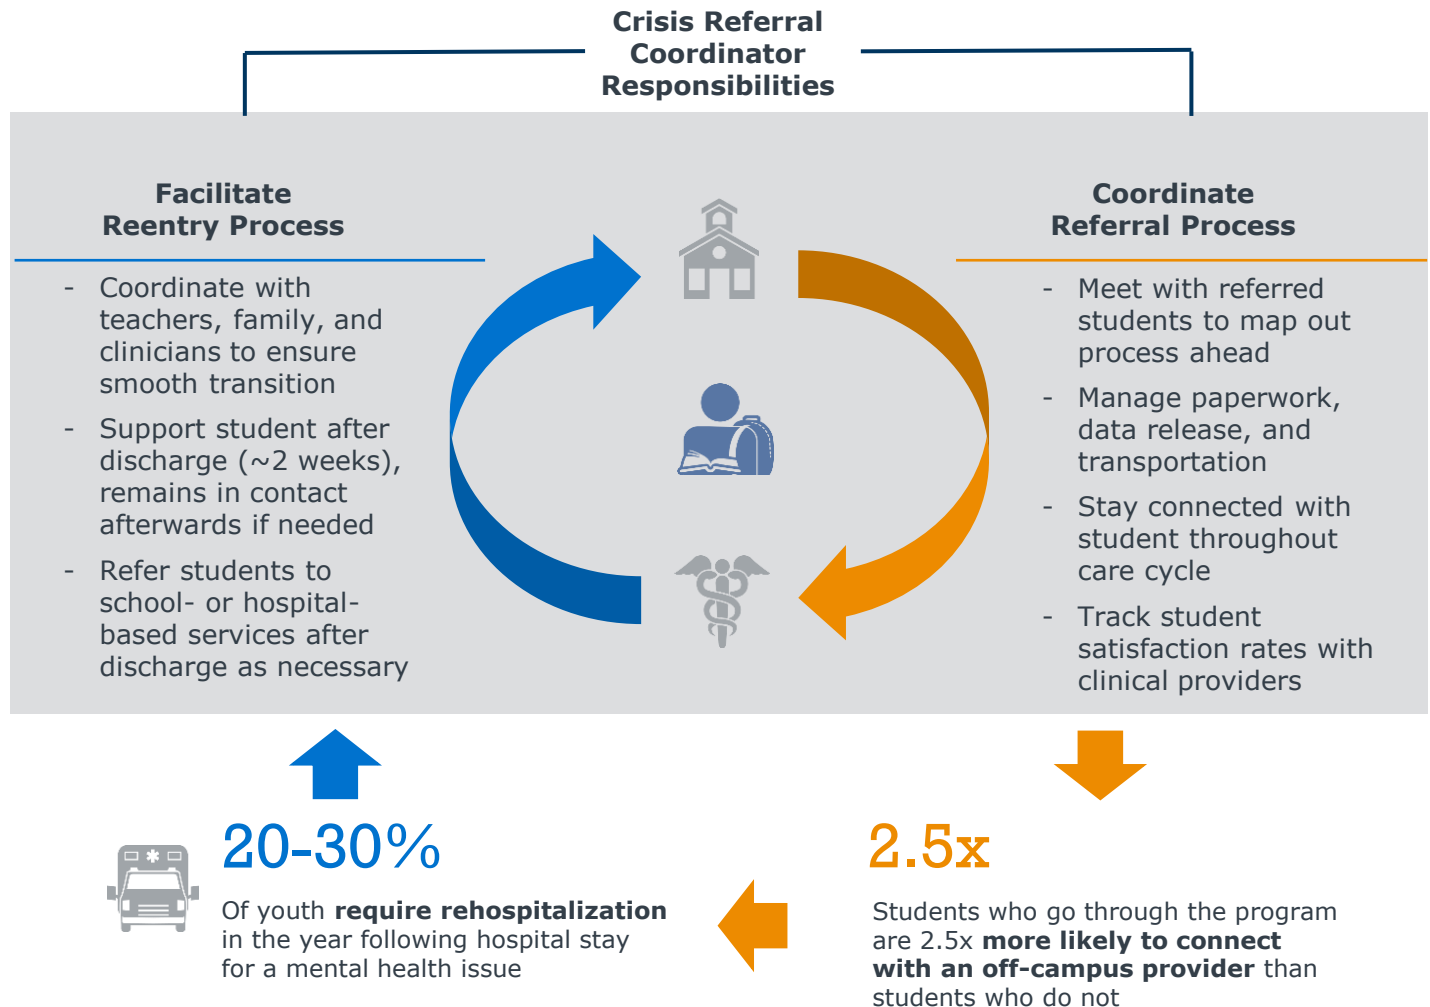 Crisis Referral
Coordinator
Responsibilities
Facilitate
Reentry Process
- Coordinate with
teachers, family, and
clinicians to ensure
smooth transition
- Support student after
discharge (~2 weeks),
remains in contact
afterwards if needed
- Refer students to
school- or hospital-
based services after
discharge as necessary
Coordinate
Referral Process
- Meet with referred
students to map out
process ahead
- Manage paperwork,
data release, and
transportation
- Stay connected with
student throughout
care cycle
- Track student
satisfaction rates with
clinical providers
20-30%
Of youth require rehospitalization
in the year following hospital stay
for a mental health issue
2.5x
Students who go through the program
are 2.5x more likely to connect
with an off-campus provider than
students who do not